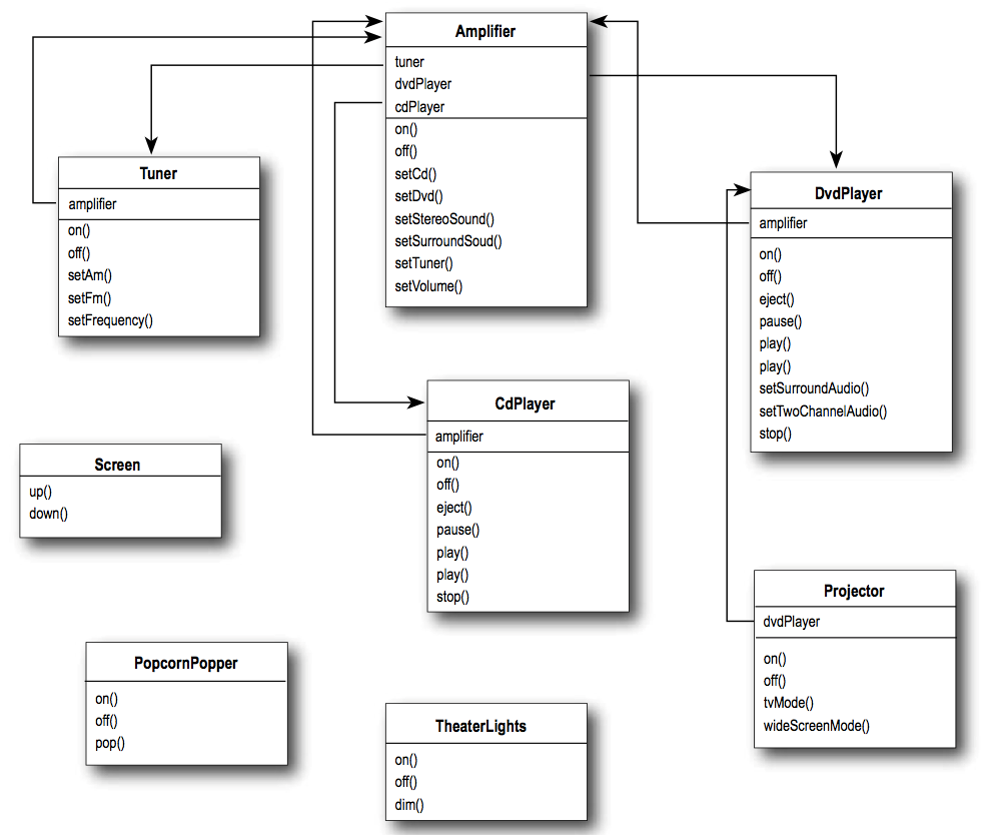 Amplifier
tuner
dvdPlayer
cdPlayer
on()
off()
setCd()
setDvd()
setStereoSound()
setSurroundSoud()
setTuner()
setVolume()
Tuner
amplifier
on()
off()
setAm()
setFm()
setFrequency()
DvdPlayer
amplifier
on()
off()
eject()
pause()
play()
play()
setSurroundAudio()
setTwoChannelAudio()
stop()
CdPlayer
amplifier
on()
off()
eject()
pause()
play()
play()
stop()
Screen
up()
down()
Projector
dvdPlayer
on()
off()
tvMode()
wideScreenMode()
PopcornPopper
on()
off()
pop()
TheaterLights
on()
off()
dim()